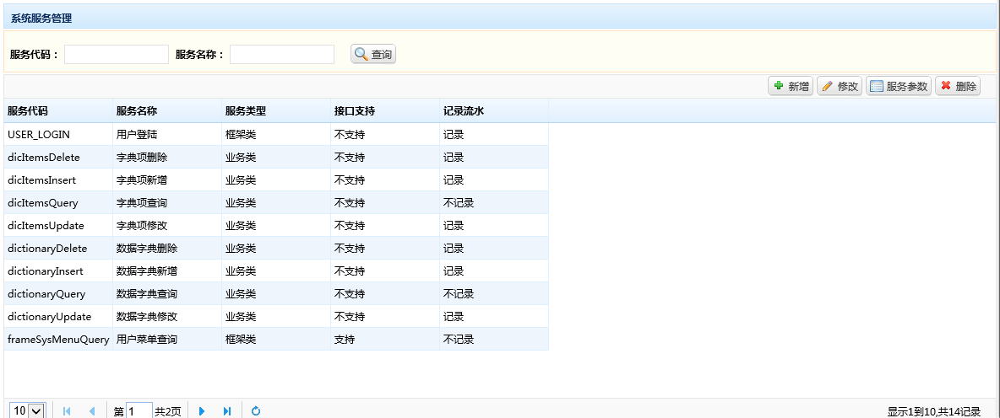 系统服务管理
服务代码： 服务名称： 查询
新增 修改 服务参数 删除
服务代码 服务名称 服务类型 接口支持 记录流水
USER_LOGIN 用户登陆 框架类 不支持 记录
dicItemsDelete 字典项删除 业务类 不支持 记录
dicItemsInsert 字典项新增 业务类 不支持 记录
dicItemsQuery 字典项查询 业务类 不支持 不记录
dicItemsUpdate 字典项修改 业务类 不支持 记录
dictionaryDelete 数据字典删除 业务类 不支持 记录
dictionaryInsert 数据字典新增 业务类 不支持 记录
dictionaryQuery 数据字典查询 业务类 不支持 不记录
dictionaryUpdate 数据字典修改 业务类 不支持 记录
frameSysMenuQuery 用户菜单查询 框架类 支持 不记录
10 第 1 共2页 显示1到10,共14记录